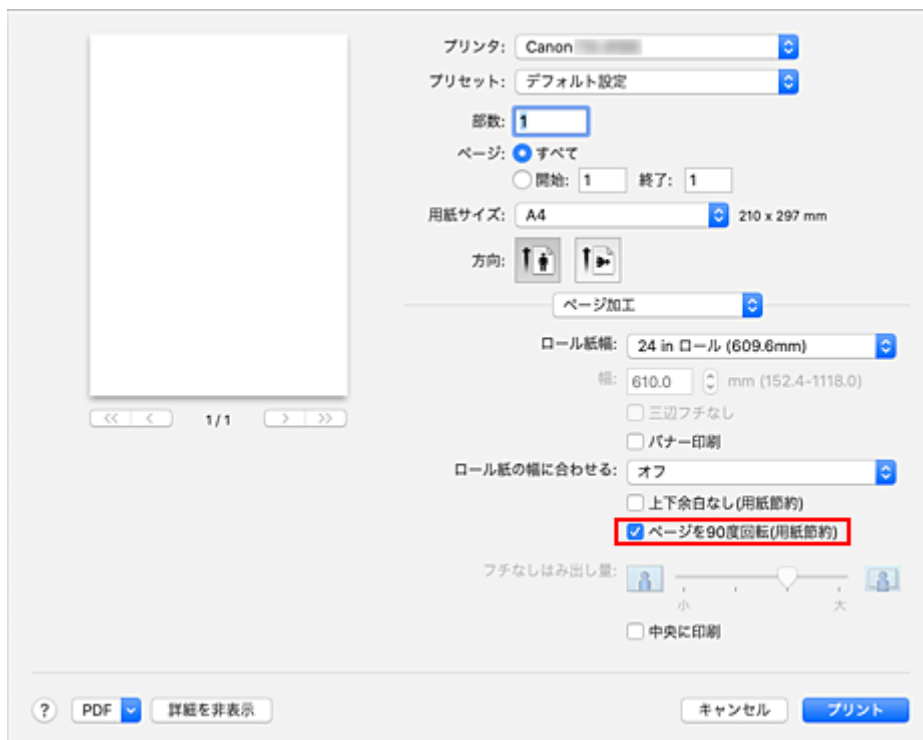 プリンタ: Canon
プリセット: デフォルト設定
部数: 1
ページ: すべて
開始: 1 終了: 1
用紙サイズ: A4 210 x 297 mm
方向:
ページ加工
ロール紙幅: 24 in ロール (609.6mm)
幅: 610.0 mm (152.4-1118.0)
三辺フチなし
1/1
バナー印刷
ロール紙の幅に合わせる: オフ
上下余白なし(用紙節約)
ページを90度回転(用紙節約)
フチなしはみ出し量:
小 大
中央に印刷
? PDF 詳細を非表示 キャンセル プリント